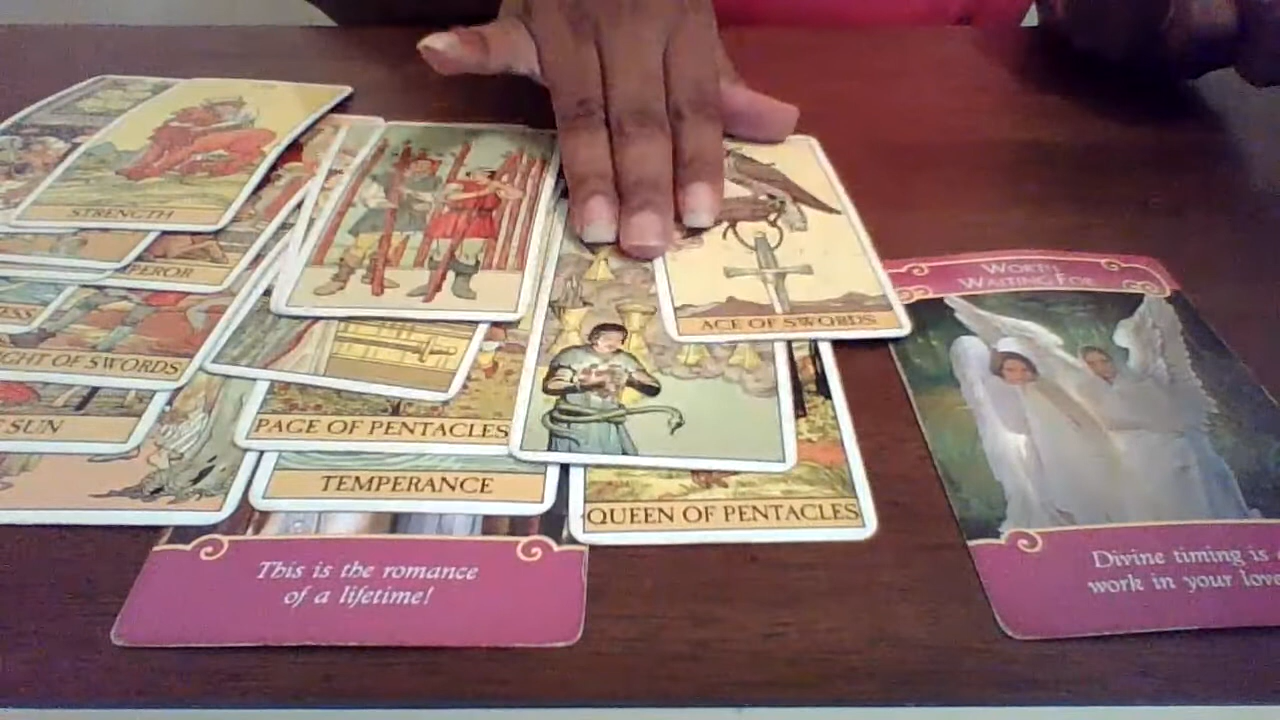 STRENGTH
PEROR
ESS
GHT OF SWORDS
SUN
PAGE OF PENTACLES
TEMPERANCE
QUEEN OF PENTACLES
ACE OF SWORDS
This is the romance
of a lifetime!
WORTH
WAITING FOR
Divine timing is
work in your love